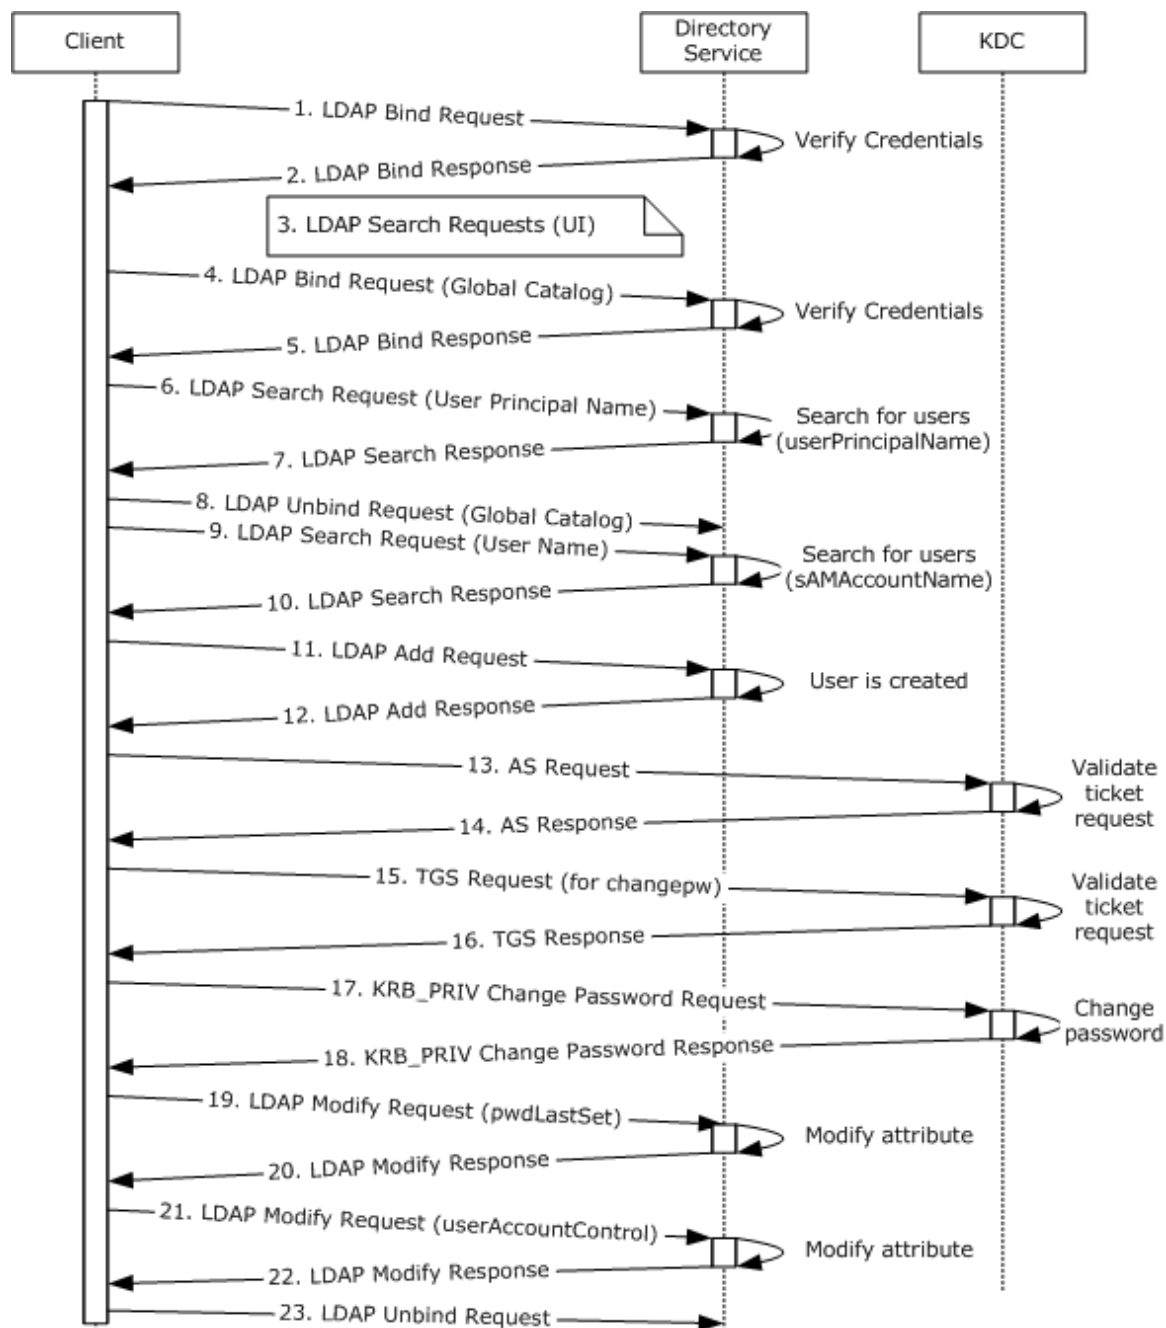 Client
Directory
Service
KDC
1. LDAP Bind Request
Verify Credentials
2. LDAP Bind Response
3. LDAP Search Requests (UI)
4. LDAP Bind Request (Global Catalog)
Verify Credentials
5. LDAP Bind Response
6. LDAP Search Request (User Principal Name)
Search for users
(userPrincipalName)
7. LDAP Search Response
8. LDAP Unbind Request (Global Catalog)
9. LDAP Search Request (User Name)
Search for users
(sAMAccountName)
10. LDAP Search Response
11. LDAP Add Request
User is created
12. LDAP Add Response
13. AS Request
Validate
ticket
request
14. AS Response
15. TGS Request (for changepw)
Validate
ticket
request
16. TGS Response
17. KRB_PRIV Change Password Request
Change
password
18. KRB_PRIV Change Password Response
19. LDAP Modify Request (pwdLastSet)
Modify attribute
20. LDAP Modify Response
21. LDAP Modify Request (userAccountControl)
Modify attribute
22. LDAP Modify Response
23. LDAP Unbind Request